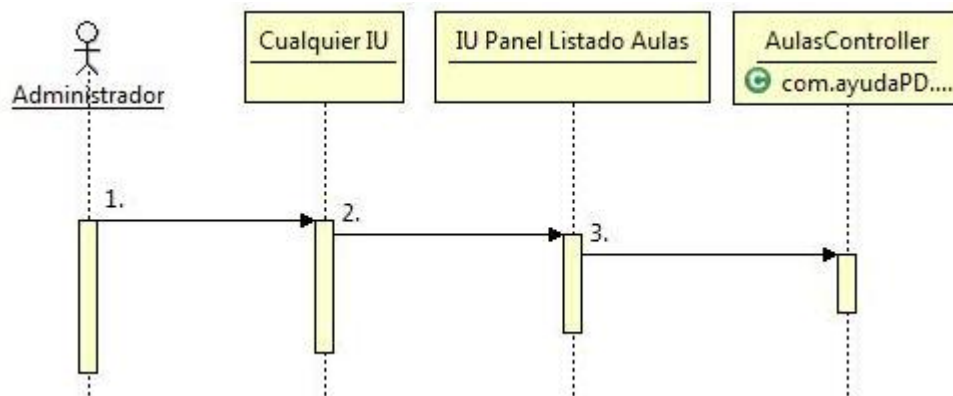 Administrador
Cualquier IU
IU Panel Listado Aulas
AulasController
C com.ayudaPD....
1.
2.
3.